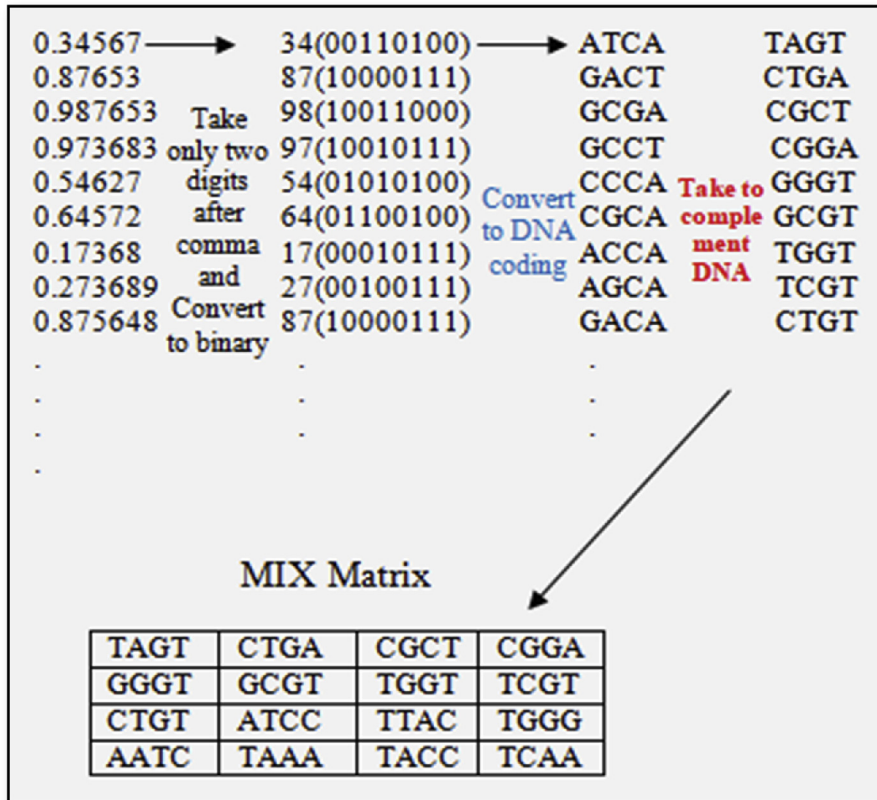 0.34567 34(00110100) ATCA TAGT
0.87653 87(10000111) GACT CTGA
0.987653 98(10011000) GCGA CGCT
0.973683 97(10010111) GCCT CGGA
0.54627 54(01010100) CCCA GGGT
0.64572 64(01100100) CGCA GCGT
0.17368 17(00010111) ACCA TGGT
0.273689 27(00100111) AGCA TCGT
0.875648 87(10000111) GACA CTGT
Take
only two
digits
after
comma
and
Convert
to binary
Convert
to DNA
coding
Take to
comple
ment
DNA
MIX Matrix
TAGT CTGA CGCT CGGA
GGGT GCGT TGGT TCGT
CTGT ATCC TTAC TGGG
AATC TAAA TACC TCAA